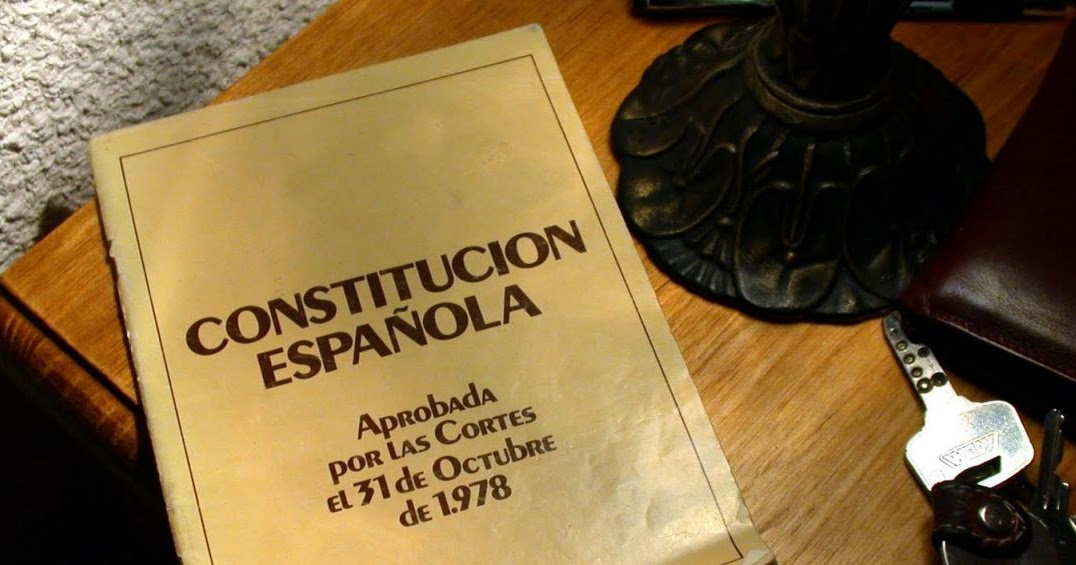 CONSTITUCION
ESPAÑOLA
Aprobada
por las Cortes
el 31 de Octubre
de 1.978